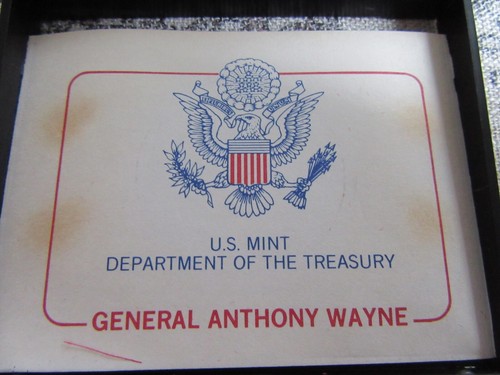 U.S. MINT
DEPARTMENT OF THE TREASURY
GENERAL ANTHONY WAYNE